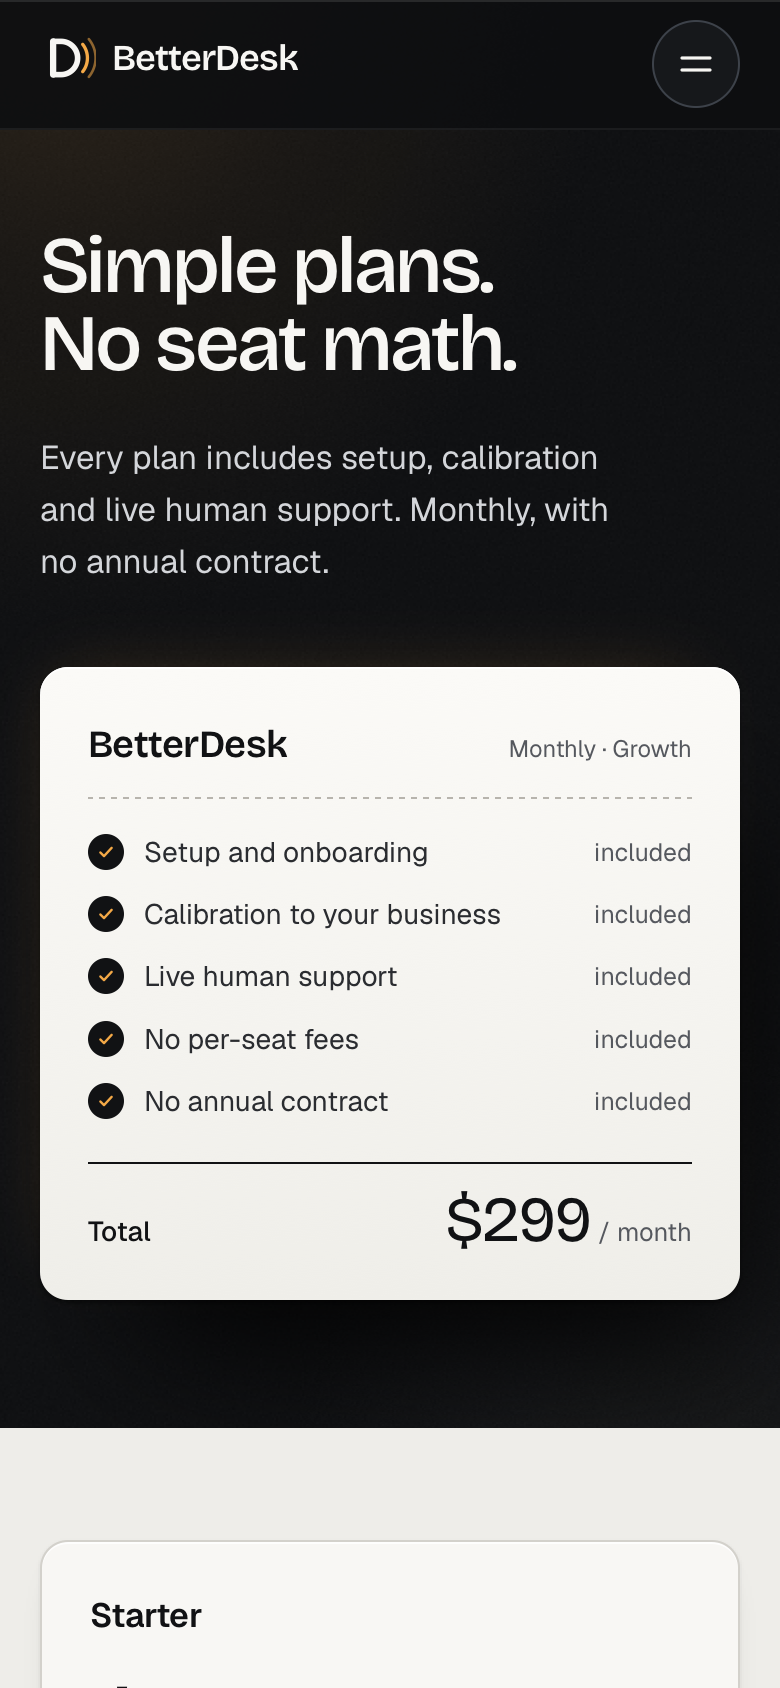 BetterDesk
Simple plans.
No seat math.
Every plan includes setup, calibration
and live human support. Monthly, with
no annual contract.
BetterDesk Monthly · Growth
Setup and onboarding included
Calibration to your business included
Live human support included
No per-seat fees included
No annual contract included
Total $299 / month
Starter